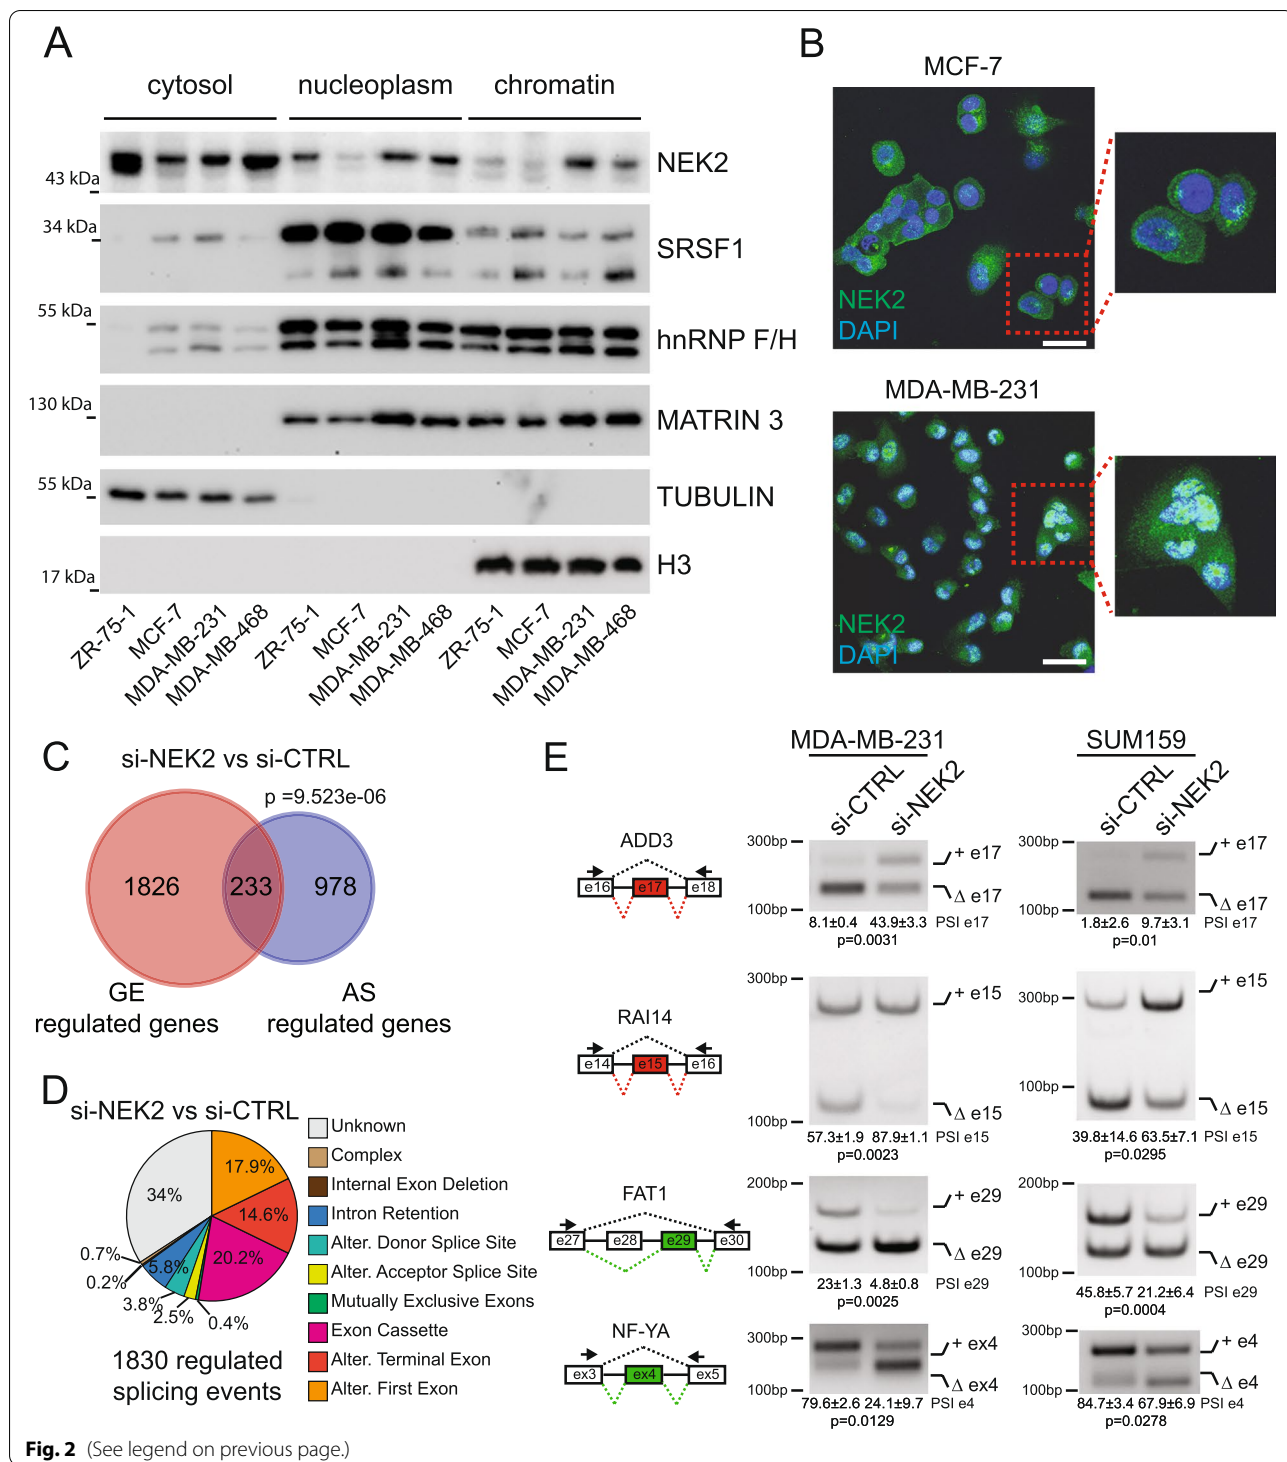 A
cytosol nucleoplasm chromatin
NEK2
43 kDa
34 kDa
SRSF1
55 kDa
hnRNP F/H
130 kDa
MATRIN 3
55 kDa
TUBULIN
H3
17 kDa
ZR-75-1 MCF-7 MDA-MB-231 MDA-MB-468 ZR-75-1 MCF-7 MDA-MB-231 MDA-MB-468 ZR-75-1 MCF-7 MDA-MB-231 MDA-MB-468
B
MCF-7
NEK2
DAPI
MDA-MB-231
NEK2
DAPI
C
si-NEK2 vs si-CTRL
p =9.523e-06
1826 233 978
GE
regulated genes
AS
regulated genes
D
si-NEK2 vs si-CTRL
34%
17.9%
14.6%
20.2%
0.4%
2.5%
3.8%
5.8%
0.2%
0.7%
1830 regulated
splicing events
Unknown
Complex
Internal Exon Deletion
Intron Retention
Alter. Donor Splice Site
Alter. Acceptor Splice Site
Mutually Exclusive Exons
Exon Cassette
Alter. Terminal Exon
Alter. First Exon
E
MDA-MB-231 SUM159
si-CTRL si-NEK2 si-CTRL si-NEK2
ADD3
e16 e17 e18
300bp + e17 300bp + e17
100bp Δ e17 100bp Δ e17
8.1±0.4 43.9±3.3 PSI e17 1.8±2.6 9.7±3.1 PSI e17
p=0.0031 p=0.01
RAI14
e14 e15 e16
300bp + e15 300bp + e15
100bp Δ e15 100bp Δ e15
57.3±1.9 87.9±1.1 PSI e15 39.8±14.6 63.5±7.1 PSI e15
p=0.0023 p=0.0295
FAT1
e27 e28 e29 e30
200bp + e29 200bp + e29
100bp Δ e29 100bp Δ e29
23±1.3 4.8±0.8 PSI e29 45.8±5.7 21.2±6.4 PSI e29
p=0.0025 p=0.0004
NF-YA
ex3 ex4 ex5
300bp + ex4 300bp + e4
100bp Δ ex4 100bp Δ e4
79.6±2.6 24.1±9.7 PSI e4 84.7±3.4 67.9±6.9 PSI e4
p=0.0129 p=0.0278
Fig. 2 (See legend on previous page.)